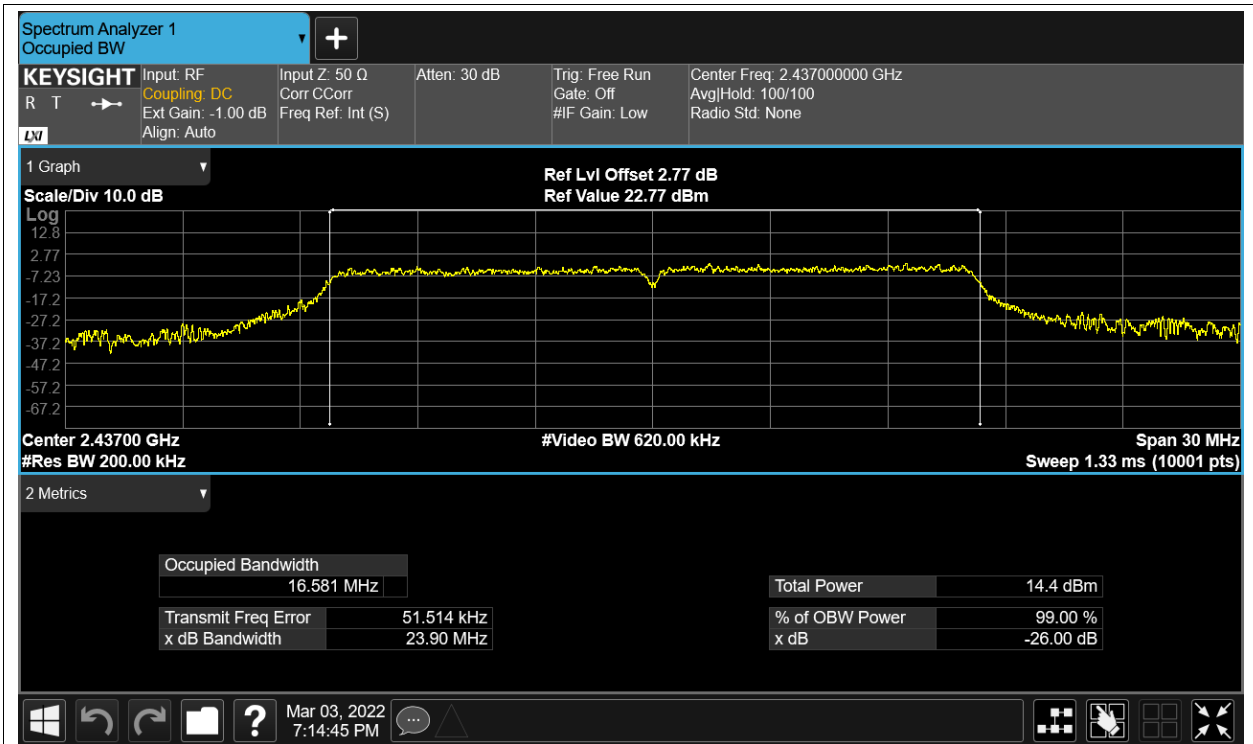 Spectrum Analyzer 1
Occupied BW
KEYSIGHT
R T
LXI
Input: RF
Coupling: DC
Ext Gain: -1.00 dB
Align: Auto
Input Z: 50 Ω
Corr CCorr
Freq Ref: Int (S)
Atten: 30 dB
Trig: Free Run
Gate: Off
#IF Gain: Low
Center Freq: 2.437000000 GHz
Avg|Hold: 100/100
Radio Std: None
1 Graph
Scale/Div 10.0 dB
Ref Lvl Offset 2.77 dB
Ref Value 22.77 dBm
Log
12.8
2.77
-7.23
-17.2
-27.2
-37.2
-47.2
-57.2
-67.2
Center 2.43700 GHz
#Res BW 200.00 kHz
#Video BW 620.00 kHz
Span 30 MHz
Sweep 1.33 ms (10001 pts)
2 Metrics
Occupied Bandwidth
16.581 MHz
Transmit Freq Error 51.514 kHz
x dB Bandwidth 23.90 MHz
Total Power 14.4 dBm
% of OBW Power 99.00 %
x dB -26.00 dB
?
Mar 03, 2022
7:14:45 PM